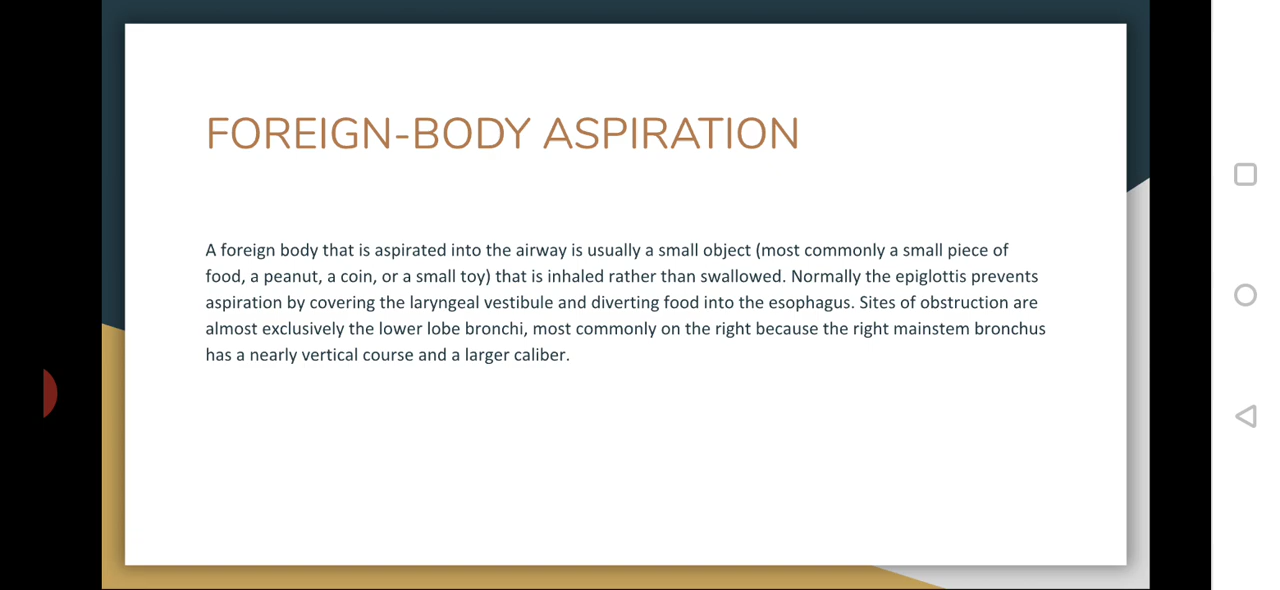 FOREIGN-BODY ASPIRATION
A foreign body that is aspirated into the airway is usually a small object (most commonly a small piece of
food, a peanut, a coin, or a small toy) that is inhaled rather than swallowed. Normally the epiglottis prevents
aspiration by covering the laryngeal vestibule and diverting food into the esophagus. Sites of obstruction are
almost exclusively the lower lobe bronchi, most commonly on the right because the right mainstem bronchus
has a nearly vertical course and a larger caliber.